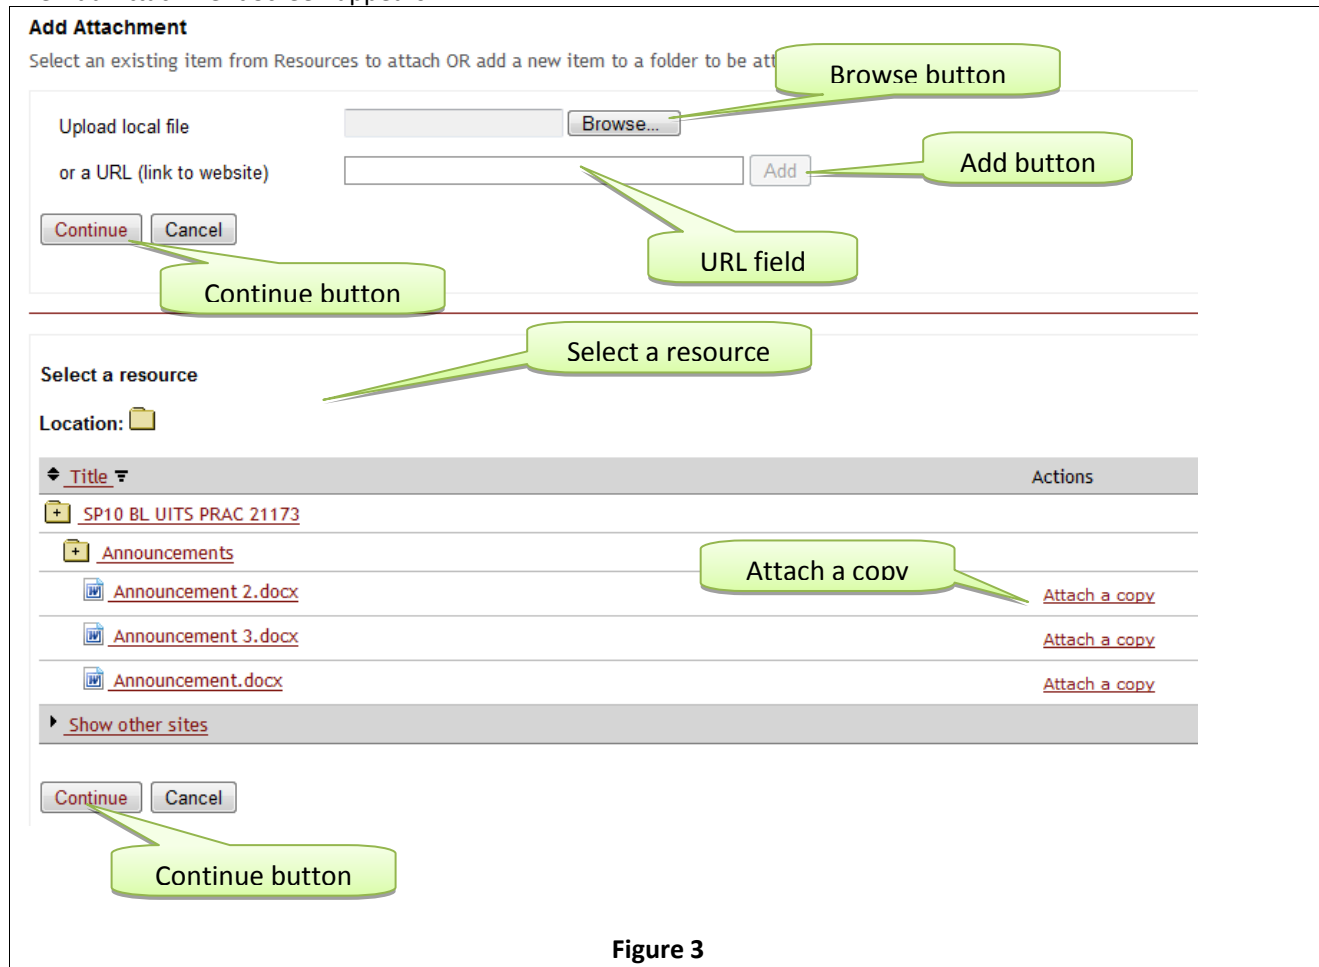 Add Attachment
Select an existing item from Resources to attach OR add a new item to a folder to be att
Browse button
Upload local file Browse...
or a URL (link to website) Add
Add button
Continue Cancel
URL field
Continue button
Select a resource
Select a resource
Location:
Title Actions
SP10 BL UITS PRAC 21173
Announcements
Attach a copy
Announcement 2.docx Attach a copy
Announcement 3.docx Attach a copy
Announcement.docx Attach a copy
Show other sites
Continue Cancel
Continue button
Figure 3